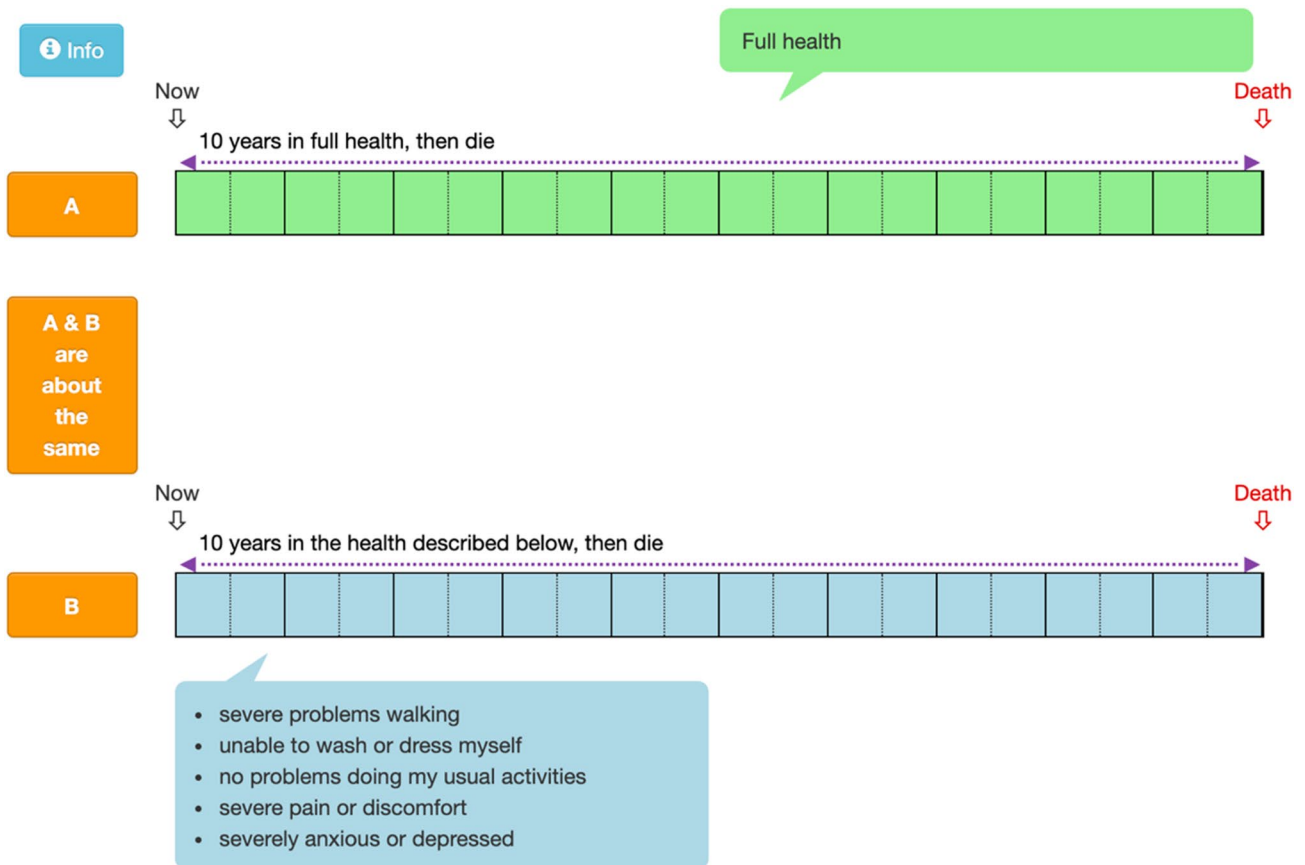 Info
Full health
Now
Death
10 years in full health, then die
A
A & B
are
about
the
same
Now
Death
10 years in the health described below, then die
B
• severe problems walking
• unable to wash or dress myself
• no problems doing my usual activities
• severe pain or discomfort
• severely anxious or depressed